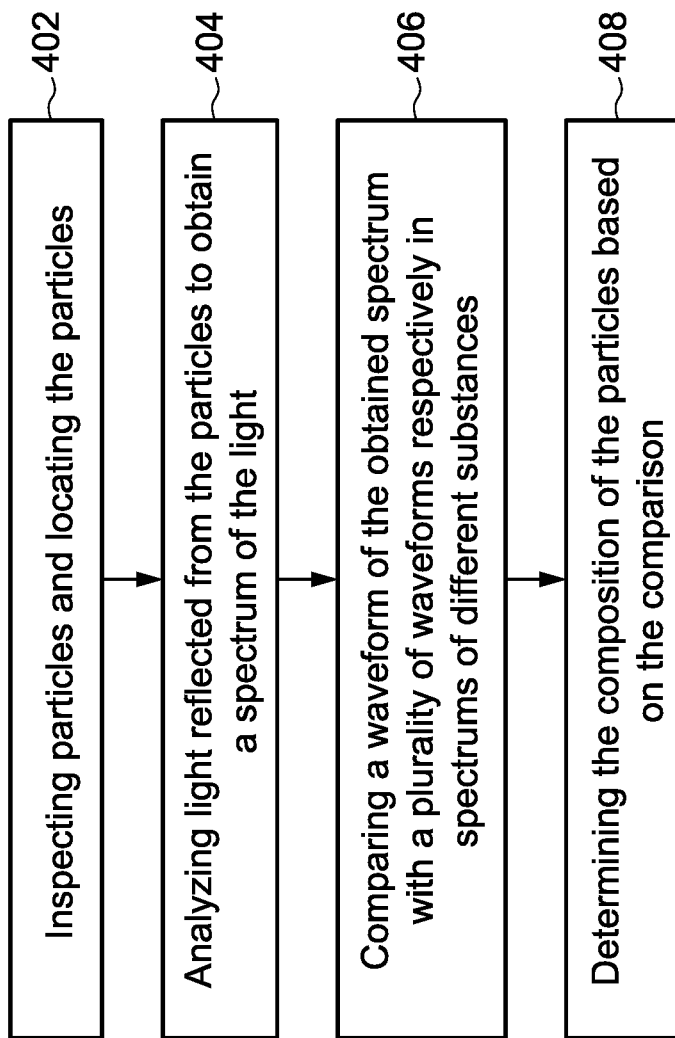 Inspecting particles and locating the particles
402
Analyzing light reflected from the particles to obtain
a spectrum of the light
404
Comparing a waveform of the obtained spectrum
with a plurality of waveforms respectively in
spectrums of different substances
406
Determining the composition of the particles based
on the comparison
408